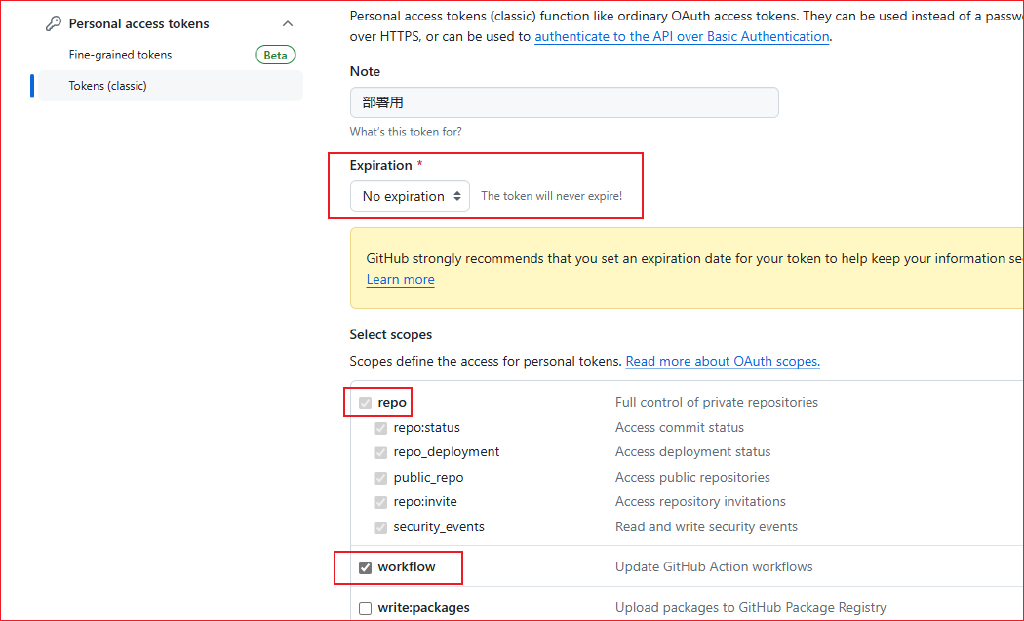 Personal access tokens
Fine-grained tokens
Beta
Tokens (classic)
Personal access tokens (classic) function like ordinary OAuth access tokens. They can be used instead of a
over HTTPS, or can be used to authenticate to the API over Basic Authentication.
Note
部署用
What's this token for?
Expiration *
No expiration
The token will never expire!
GitHub strongly recommends that you set an expiration date for your token to help keep your information
Learn more
Select scopes
Scopes define the access for personal tokens. Read more about OAuth scopes.
repo Full control of private repositories
repo:status Access commit status
repo_deployment Access deployment status
public_repo Access public repositories
repo:invite Access repository invitations
security_events Read and write security events
workflow Update GitHub Action workflows
write:packages Upload packages to GitHub Package Registry